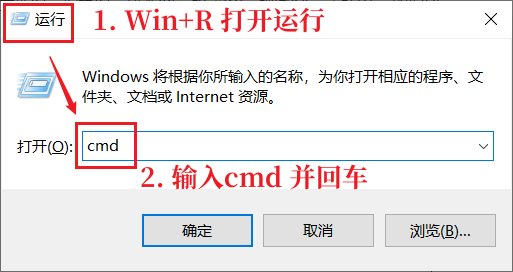 运行
1. Win+R 打开运行
Windows 将根据你所输入的名称，为你打开相应的程序、文
件夹、文档或 Internet 资源。
打开(O): cmd
2. 输入cmd 并回车
确定 取消 浏览(B)...